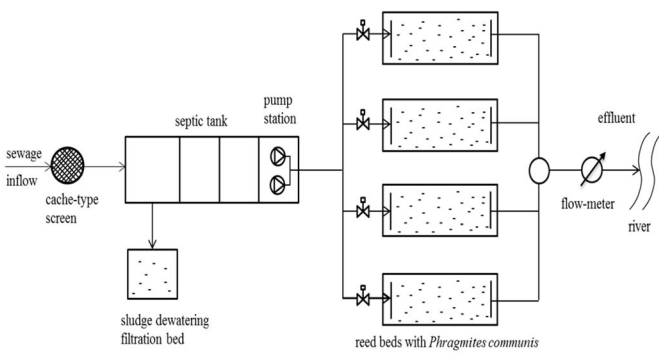 pump
station
septic tank
effluent
sewage
inflow
cache-type
screen
flow-meter
river
sludge dewatering
filtration bed
reed beds with Phragmites communis